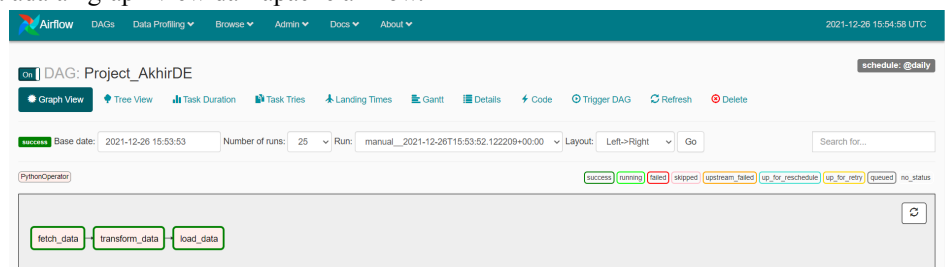 Airflow DAGs Data Profiling Browse Admin Docs About 2021-12-26 15:54:58 UTC
On DAG: Project_AkhirDE schedule: @daily
Graph View Tree View Task Duration Task Tries Landing Times Gantt Details Code Trigger DAG Refresh Delete
success Base date: 2021-12-26 15:53:53 Number of runs: 25 Run: manual__2021-12-26T15:53:52.122209+00:00 Layout: Left->Right Go Search for...
PythonOperator success running failed skipped upstream_failed up_for_reschedule up_for_retry queued no_status
fetch_data transform_data load_data